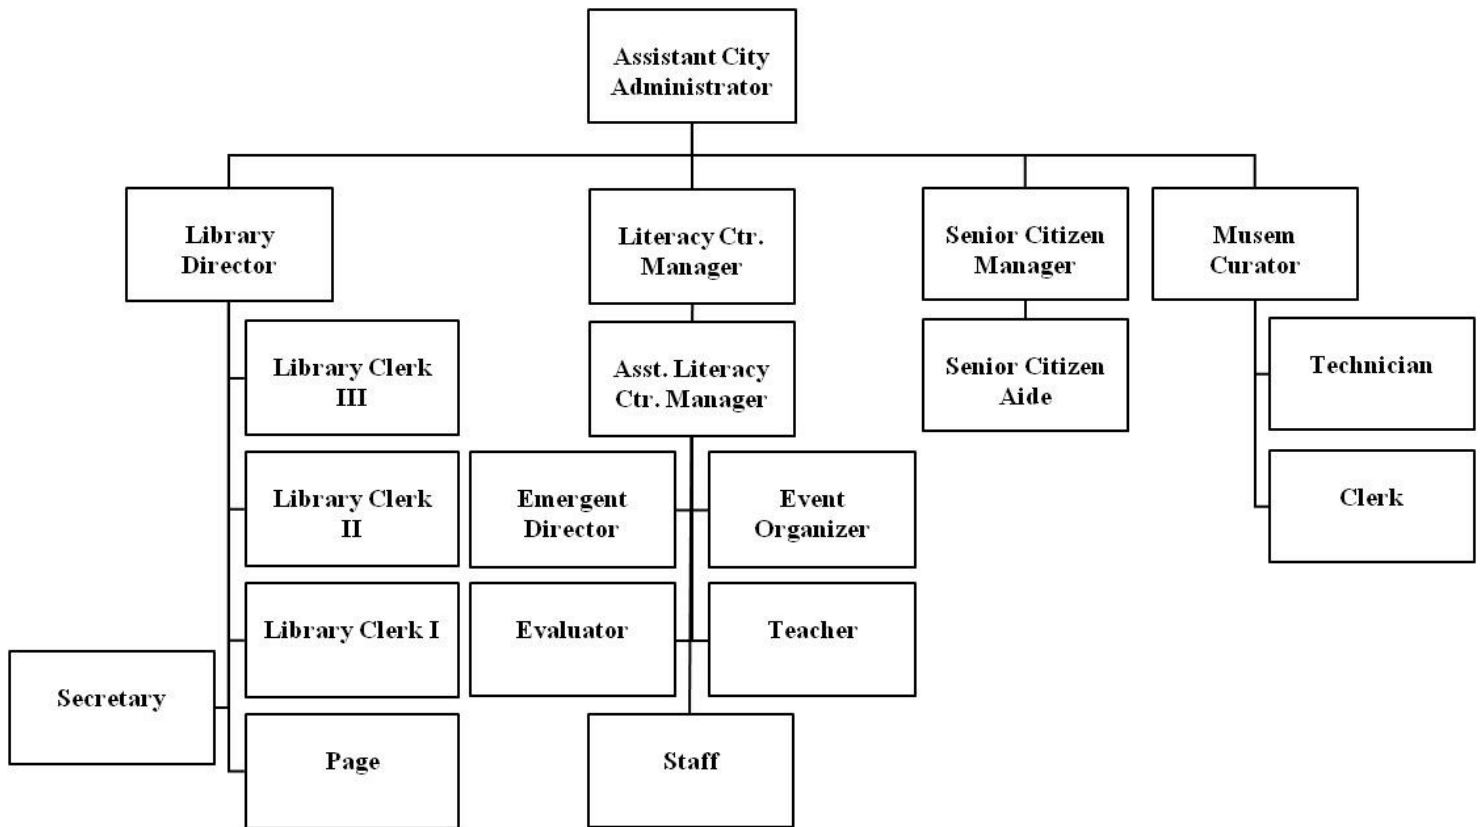 Assistant City
Administrator
Library
Director
Literacy Ctr.
Manager
Senior Citizen
Manager
Musem
Curator
Library Clerk
III
Asst. Literacy
Ctr. Manager
Senior Citizen
Aide
Technician
Library Clerk
II
Emergent
Director
Event
Organizer
Clerk
Library Clerk I
Evaluator
Teacher
Secretary
Page
Staff